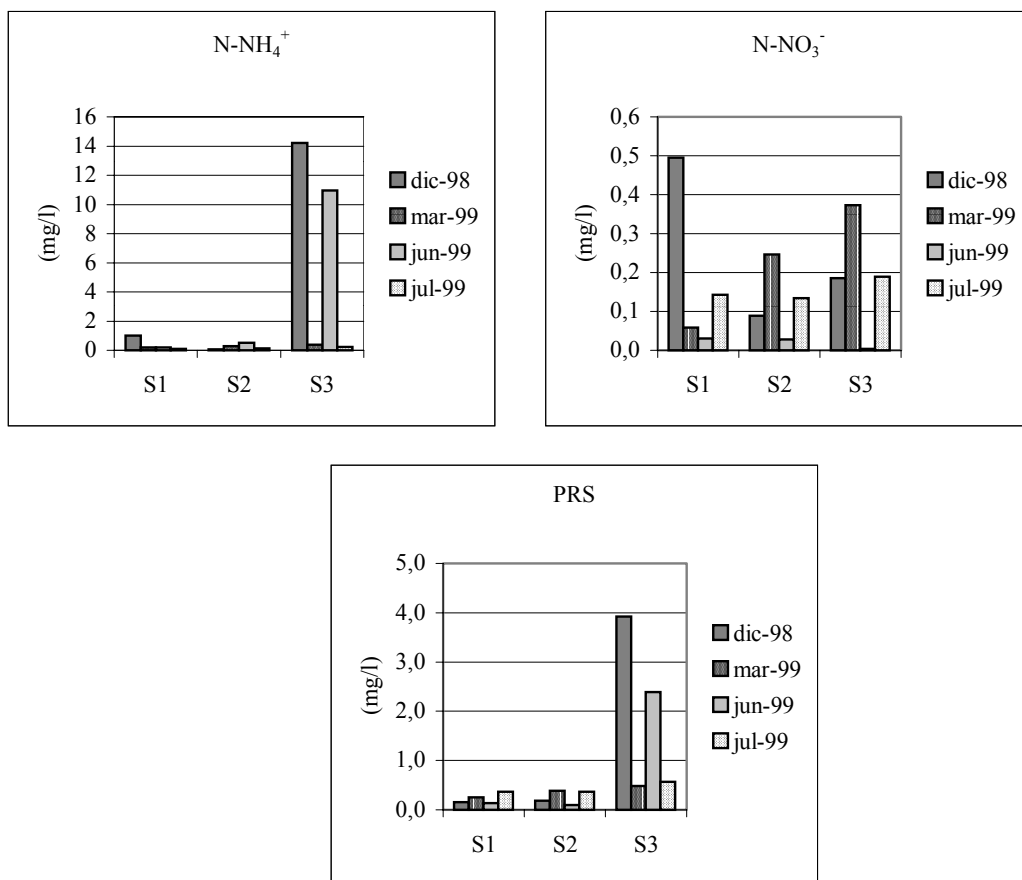 N-NH₄⁺
16
14
12
10
8
6
4
2
0
(mg/l)
S1 S2 S3
dic-98
mar-99
jun-99
jul-99
N-NO₃⁻
0,6
0,5
0,4
0,3
0,2
0,1
0,0
(mg/l)
S1 S2 S3
dic-98
mar-99
jun-99
jul-99
PRS
5,0
4,0
3,0
2,0
1,0
0,0
(mg/l)
S1 S2 S3
dic-98
mar-99
jun-99
jul-99